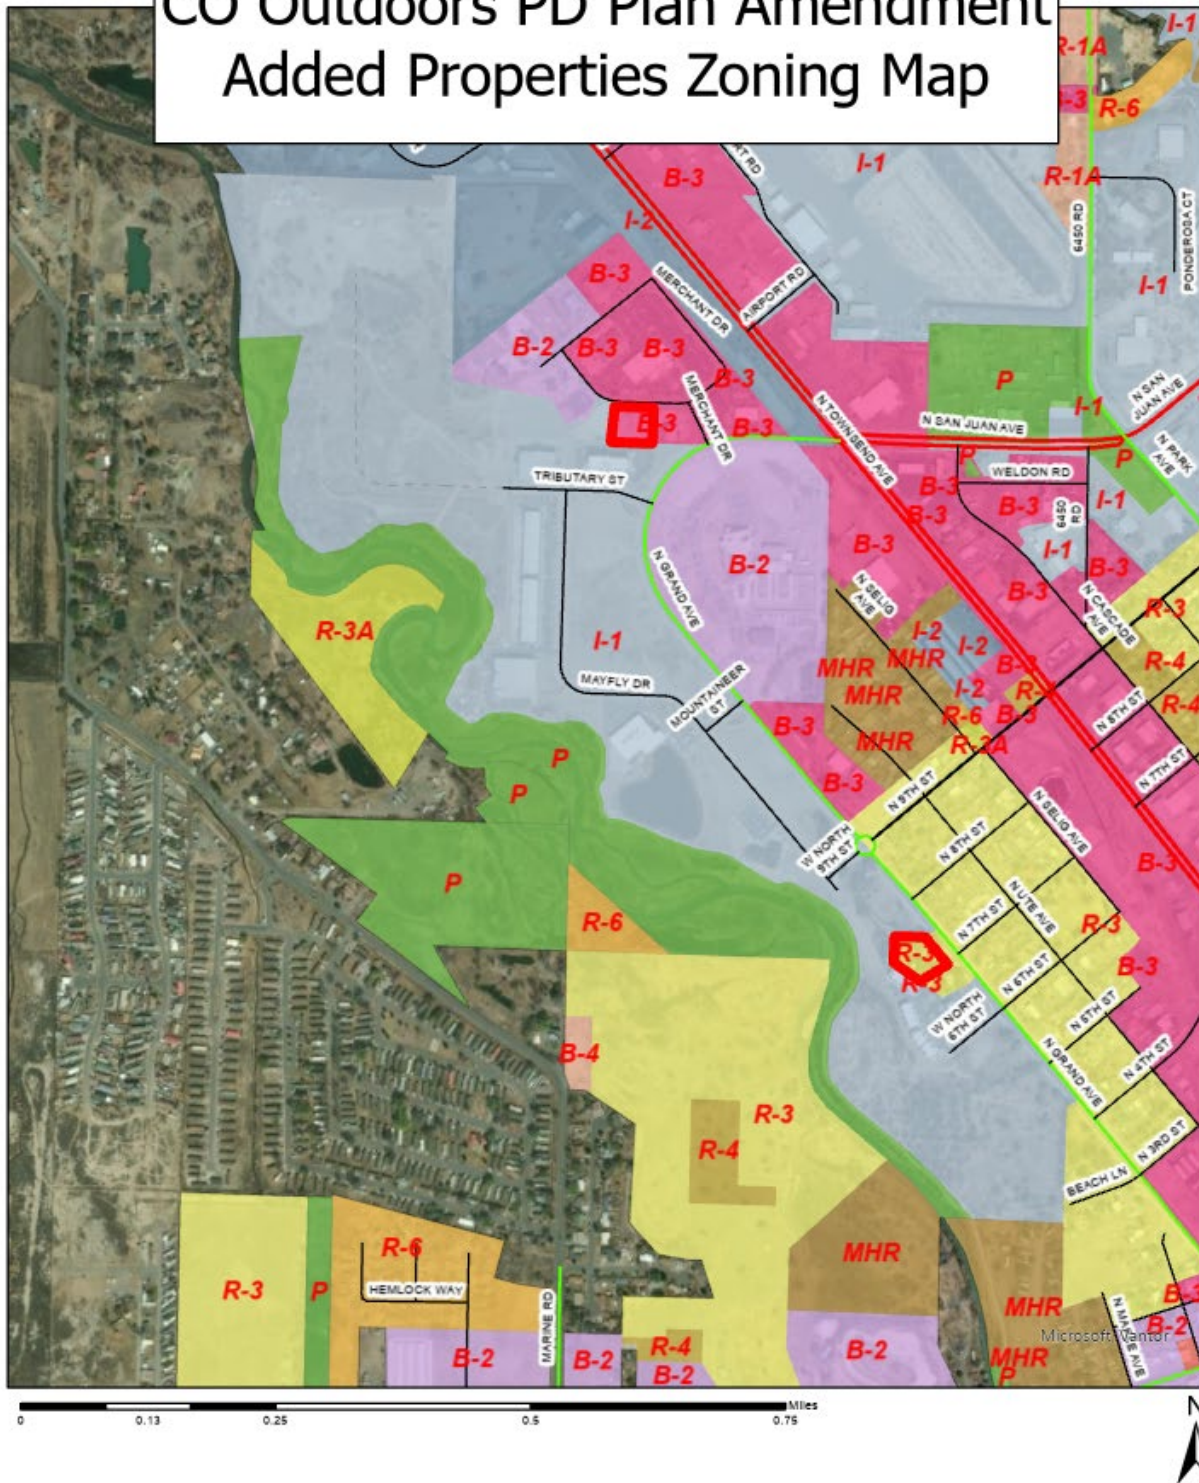 CO Outdoors PD Plan Amendment
Added Properties Zoning Map
R-1A
I-1
B-3
R-6
I-1
R-1A
B-3
6450 RD
PONDEROSA CT
I-2
I-1
B-3
MERCHANT DR
AIRPORT RD
B-2
B-3
B-3
B-3
P
I-1
N SAN JUAN AVE
MERCHANT DR
N TOWNSEND AVE
B-3
B-3
N SAN JUAN AVE
N PARK AVE
P
P
WELDON RD
TRIBUTARY ST
B-3
B-3
I-1
6450 RD
B-3
B-3
I-1
B-2
N GRAND AVE
N SELIG AVE
B-3
B-3
N CASCADE AVE
R-3
R-3A
I-1
I-2
I-2
MHR
MHR
B-3
R-4
MAYFLY DR
MOUNTAINEER ST
MHR
I-2
R-6
B-3
R-4
N 8TH ST
B-3
MHR
R-3A
P
P
B-3
N 9TH ST
N 7TH ST
N SELIG AVE
W NORTH 9TH ST
N 8TH ST
B-3
P
N UTE AVE
R-6
N 7TH ST
R-3
R-3
R-3
N 6TH ST
B-3
W NORTH 6TH ST
N 5TH ST
B-4
N GRAND AVE
N 4TH ST
R-3
R-4
N 3RD ST
BEACH LN
R-6
MHR
R-3
P
HEMLOCK WAY
MARINE RD
MHR
B-3
B-2
Microsoft, Vantor
R-4
B-2
B-2
B-2
B-2
MHR
P
0
0.13
0.25
0.5
0.75
Miles
N